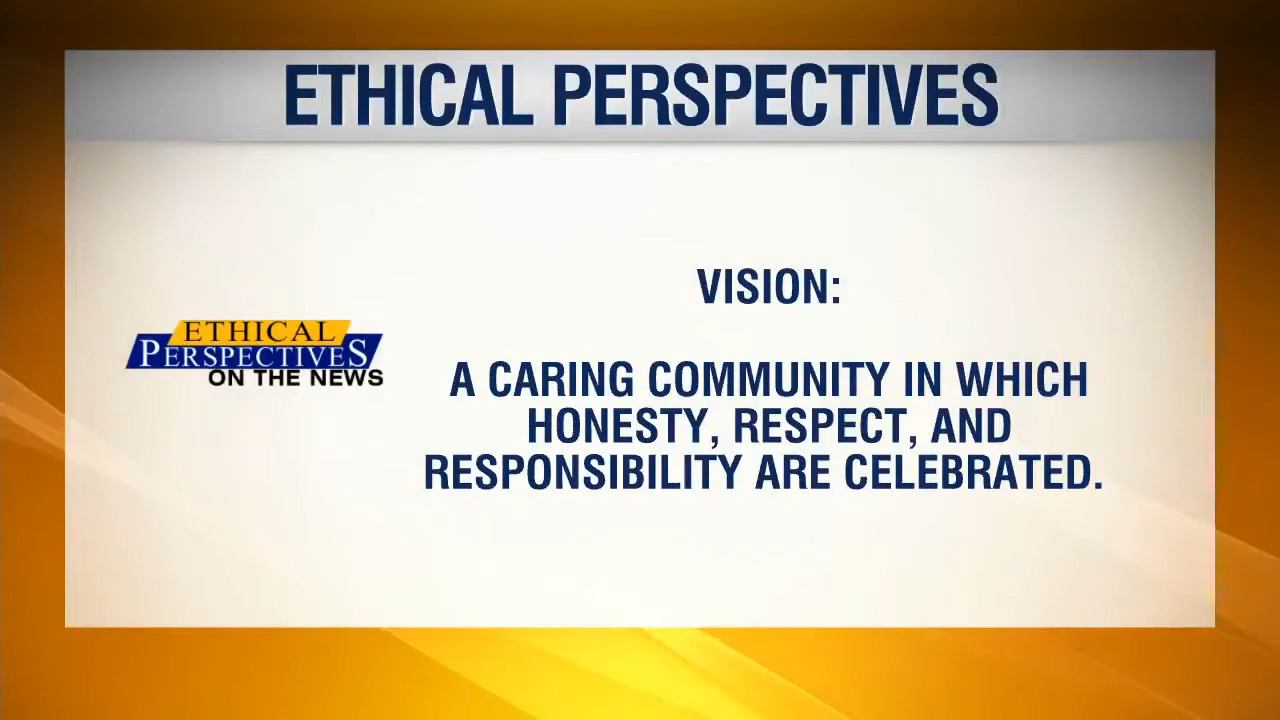 ETHICAL PERSPECTIVES
ETHICAL
PERSPECTIVES
ON THE NEWS
VISION:
A CARING COMMUNITY IN WHICH
HONESTY, RESPECT, AND
RESPONSIBILITY ARE CELEBRATED.